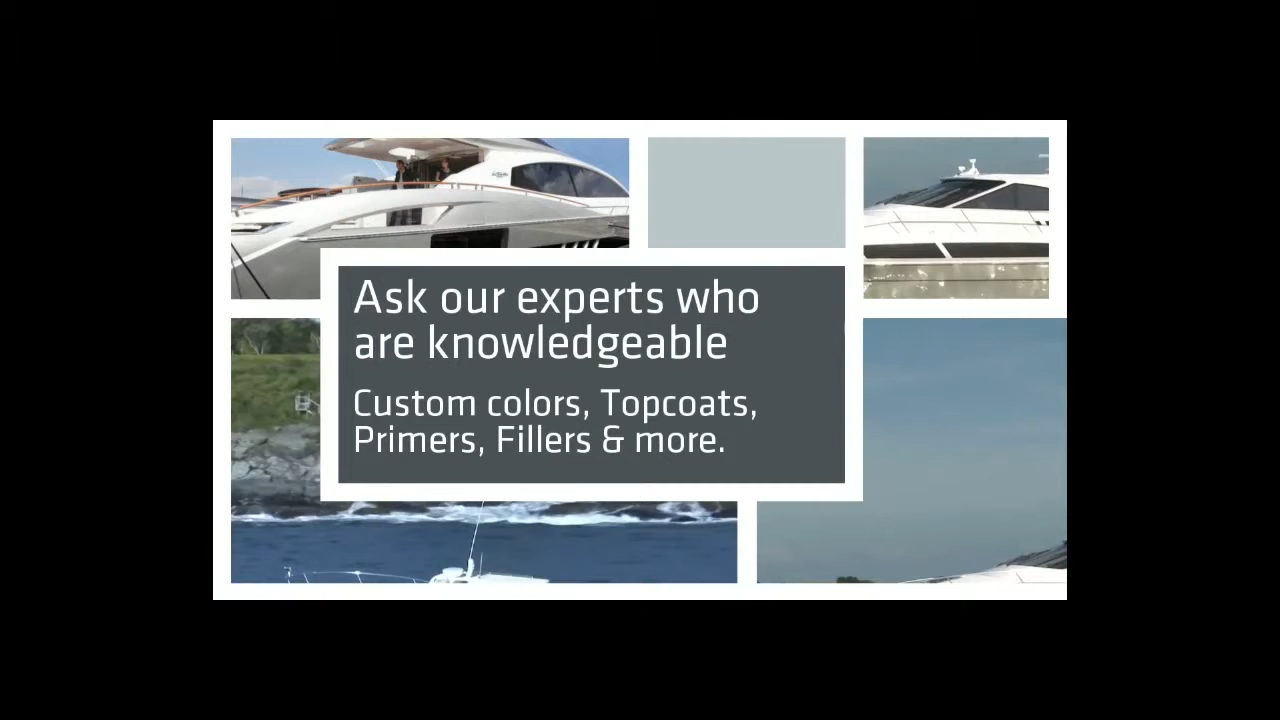 Ask our experts who
are knowledgeable
Custom colors, Topcoats,
Primers, Fillers & more.